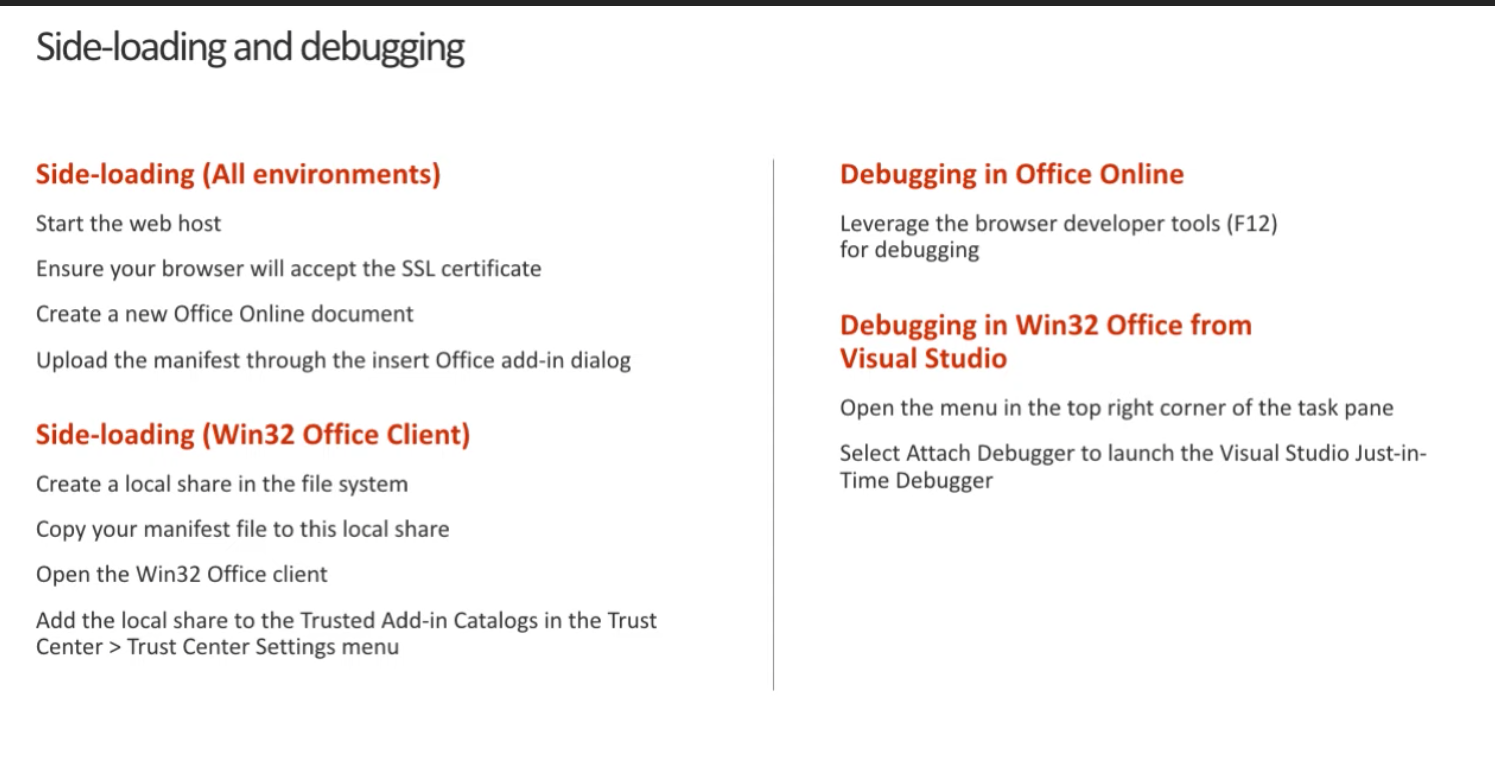 Side-loading and debugging
Side-loading (All environments)
Start the web host
Ensure your browser will accept the SSL certificate
Create a new Office Online document
Upload the manifest through the insert Office add-in dialog
Side-loading (Win32 Office Client)
Create a local share in the file system
Copy your manifest file to this local share
Open the Win32 Office client
Add the local share to the Trusted Add-in Catalogs in the Trust
Center > Trust Center Settings menu
Debugging in Office Online
Leverage the browser developer tools (F12)
for debugging
Debugging in Win32 Office from
Visual Studio
Open the menu in the top right corner of the task pane
Select Attach Debugger to launch the Visual Studio Just-in-
Time Debugger